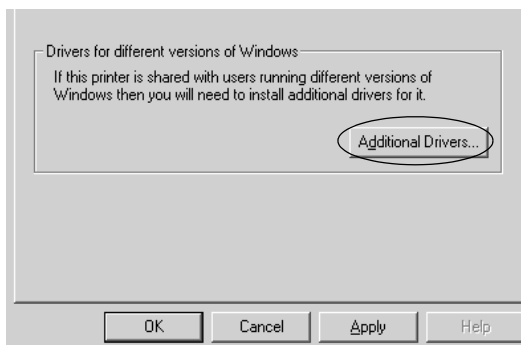 Drivers for different versions of Windows
If this printer is shared with users running different versions of
Windows then you will need to install additional drivers for it.
Additional Drivers...
OK Cancel Apply Help